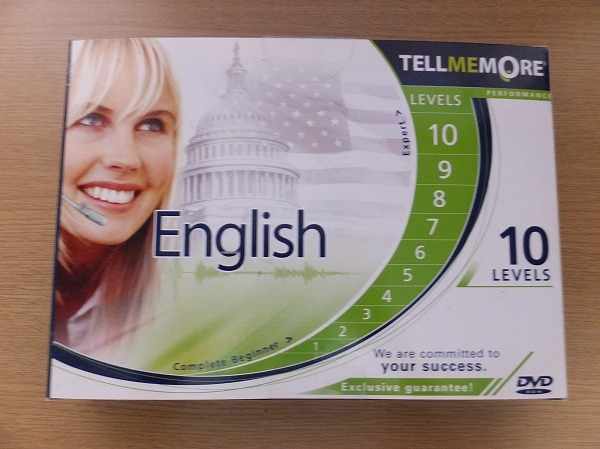 TELLMEMORE
PERFORMANCE
LEVELS
Expert >
10
9
8
7
6
5
4
3
2
1
Complete Beginner >
English
10
LEVELS
We are committed to
your success.
Exclusive guarantee!
DVD
ROM